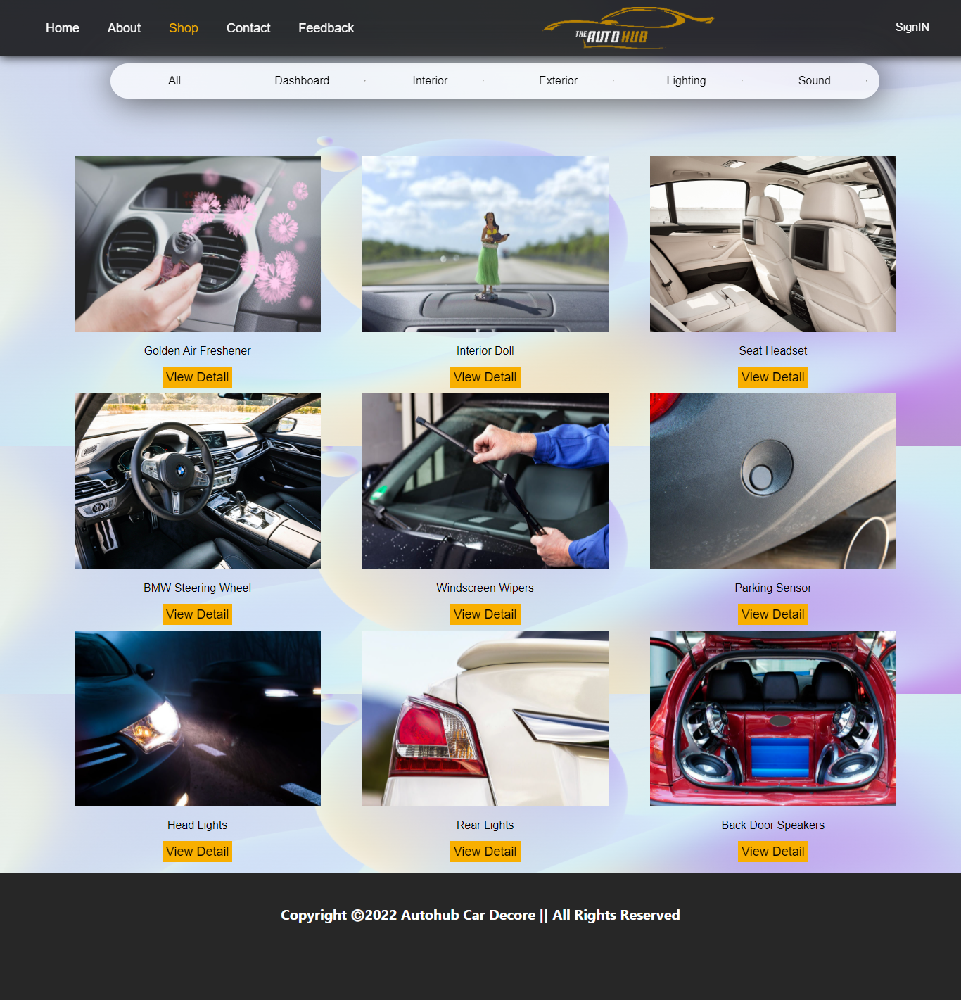 Home About Shop Contact Feedback
THE AUTO HUB
SignIN
All Dashboard Interior Exterior Lighting Sound
Golden Air Freshener
Interior Doll
Seat Headset
View Detail
View Detail
View Detail
BMW Steering Wheel
Windscreen Wipers
Parking Sensor
View Detail
View Detail
View Detail
Head Lights
Rear Lights
Back Door Speakers
View Detail
View Detail
View Detail
Copyright ©2022 Autohub Car Decore || All Rights Reserved